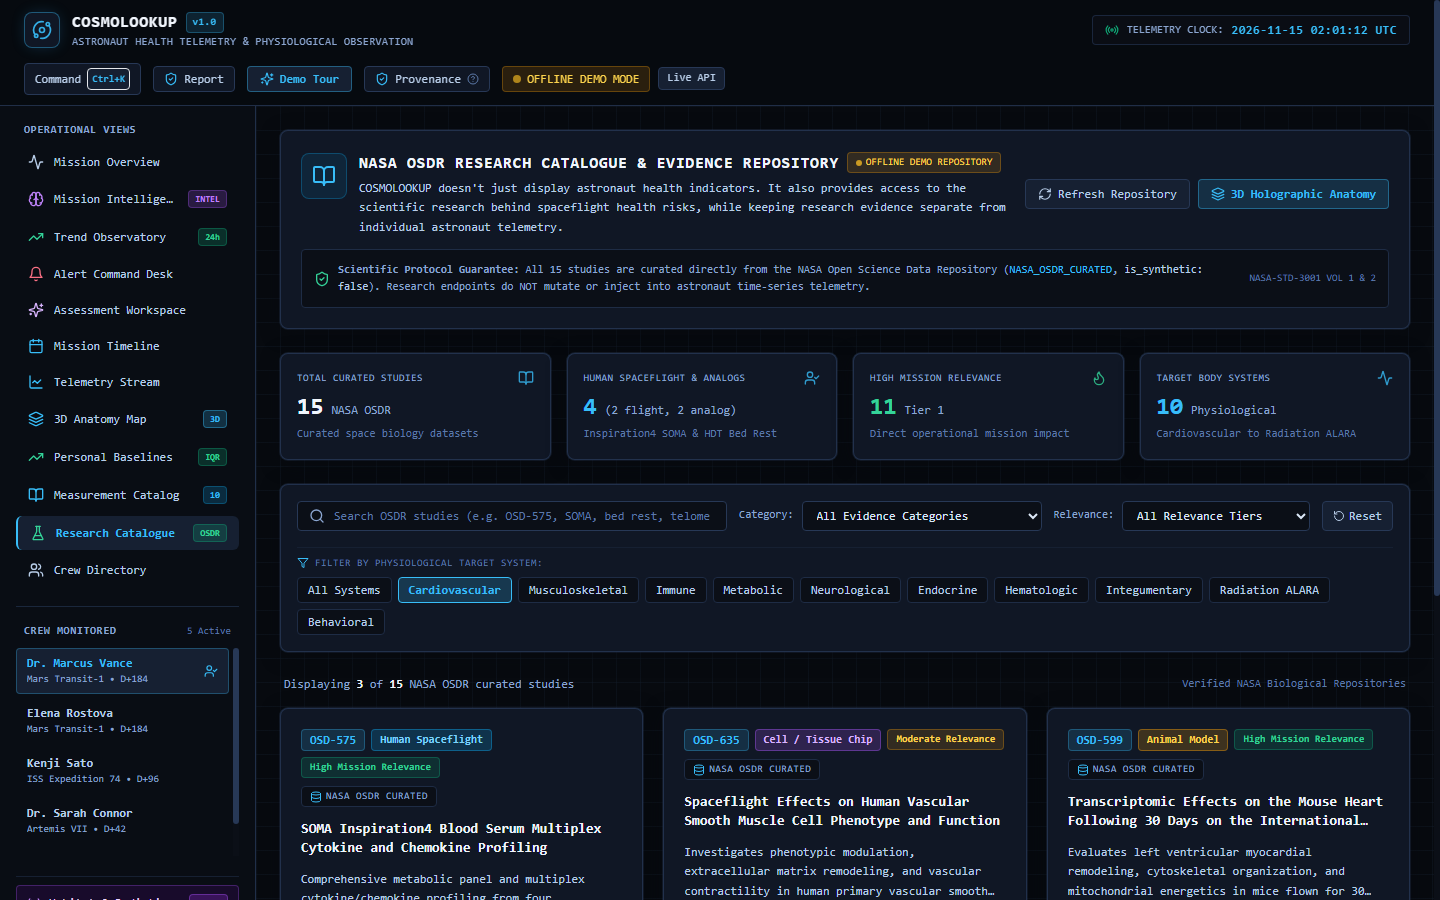 COSMOLOOKUP v1.0
ASTRONAUT HEALTH TELEMETRY & PHYSIOLOGICAL OBSERVATION
TELEMETRY CLOCK: 2026-11-15 02:01:12 UTC
Command Ctrl+K
Report
Demo Tour
Provenance
OFFLINE DEMO MODE
Live API
OPERATIONAL VIEWS
Mission Overview
Mission Intellige… INTEL
Trend Observatory 24h
Alert Command Desk
Assessment Workspace
Mission Timeline
Telemetry Stream
3D Anatomy Map 3D
Personal Baselines IQR
Measurement Catalog 10
Research Catalogue OSDR
Crew Directory
CREW MONITORED 5 Active
Dr. Marcus Vance
Mars Transit-1 • D+184
Elena Rostova
Mars Transit-1 • D+184
Kenji Sato
ISS Expedition 74 • D+96
Dr. Sarah Connor
Artemis VII • D+42
NASA OSDR RESEARCH CATALOGUE & EVIDENCE REPOSITORY OFFLINE DEMO REPOSITORY
COSMOLOOKUP doesn't just display astronaut health indicators. It also provides access to the
scientific research behind spaceflight health risks, while keeping research evidence separate from
individual astronaut telemetry.
Refresh Repository
3D Holographic Anatomy
Scientific Protocol Guarantee: All 15 studies are curated directly from the NASA Open Science Data Repository (NASA_OSDR_CURATED, is_synthetic:
false). Research endpoints do NOT mutate or inject into astronaut time-series telemetry.
NASA-STD-3001 VOL 1 & 2
TOTAL CURATED STUDIES
15 NASA OSDR
Curated space biology datasets
HUMAN SPACEFLIGHT & ANALOGS
4 (2 flight, 2 analog)
Inspiration4 SOMA & HDT Bed Rest
HIGH MISSION RELEVANCE
11 Tier 1
Direct operational mission impact
TARGET BODY SYSTEMS
10 Physiological
Cardiovascular to Radiation ALARA
Search OSDR studies (e.g. OSD-575, SOMA, bed rest, telome
Category: All Evidence Categories
Relevance: All Relevance Tiers
Reset
FILTER BY PHYSIOLOGICAL TARGET SYSTEM:
All Systems Cardiovascular Musculoskeletal Immune Metabolic Neurological Endocrine Hematologic Integumentary Radiation ALARA
Behavioral
Displaying 3 of 15 NASA OSDR curated studies
Verified NASA Biological Repositories
OSD-575 Human Spaceflight
High Mission Relevance
NASA OSDR CURATED
SOMA Inspiration4 Blood Serum Multiplex
Cytokine and Chemokine Profiling
Comprehensive metabolic panel and multiplex
cytokine/chemokine profiling from four
OSD-635 Cell / Tissue Chip Moderate Relevance
NASA OSDR CURATED
Spaceflight Effects on Human Vascular
Smooth Muscle Cell Phenotype and Function
Investigates phenotypic modulation,
extracellular matrix remodeling, and vascular
contractility in human primary vascular smooth…
OSD-599 Animal Model High Mission Relevance
NASA OSDR CURATED
Transcriptomic Effects on the Mouse Heart
Following 30 Days on the International…
Evaluates left ventricular myocardial
remodeling, cytoskeletal organization, and
mitochondrial energetics in mice flown for 30…